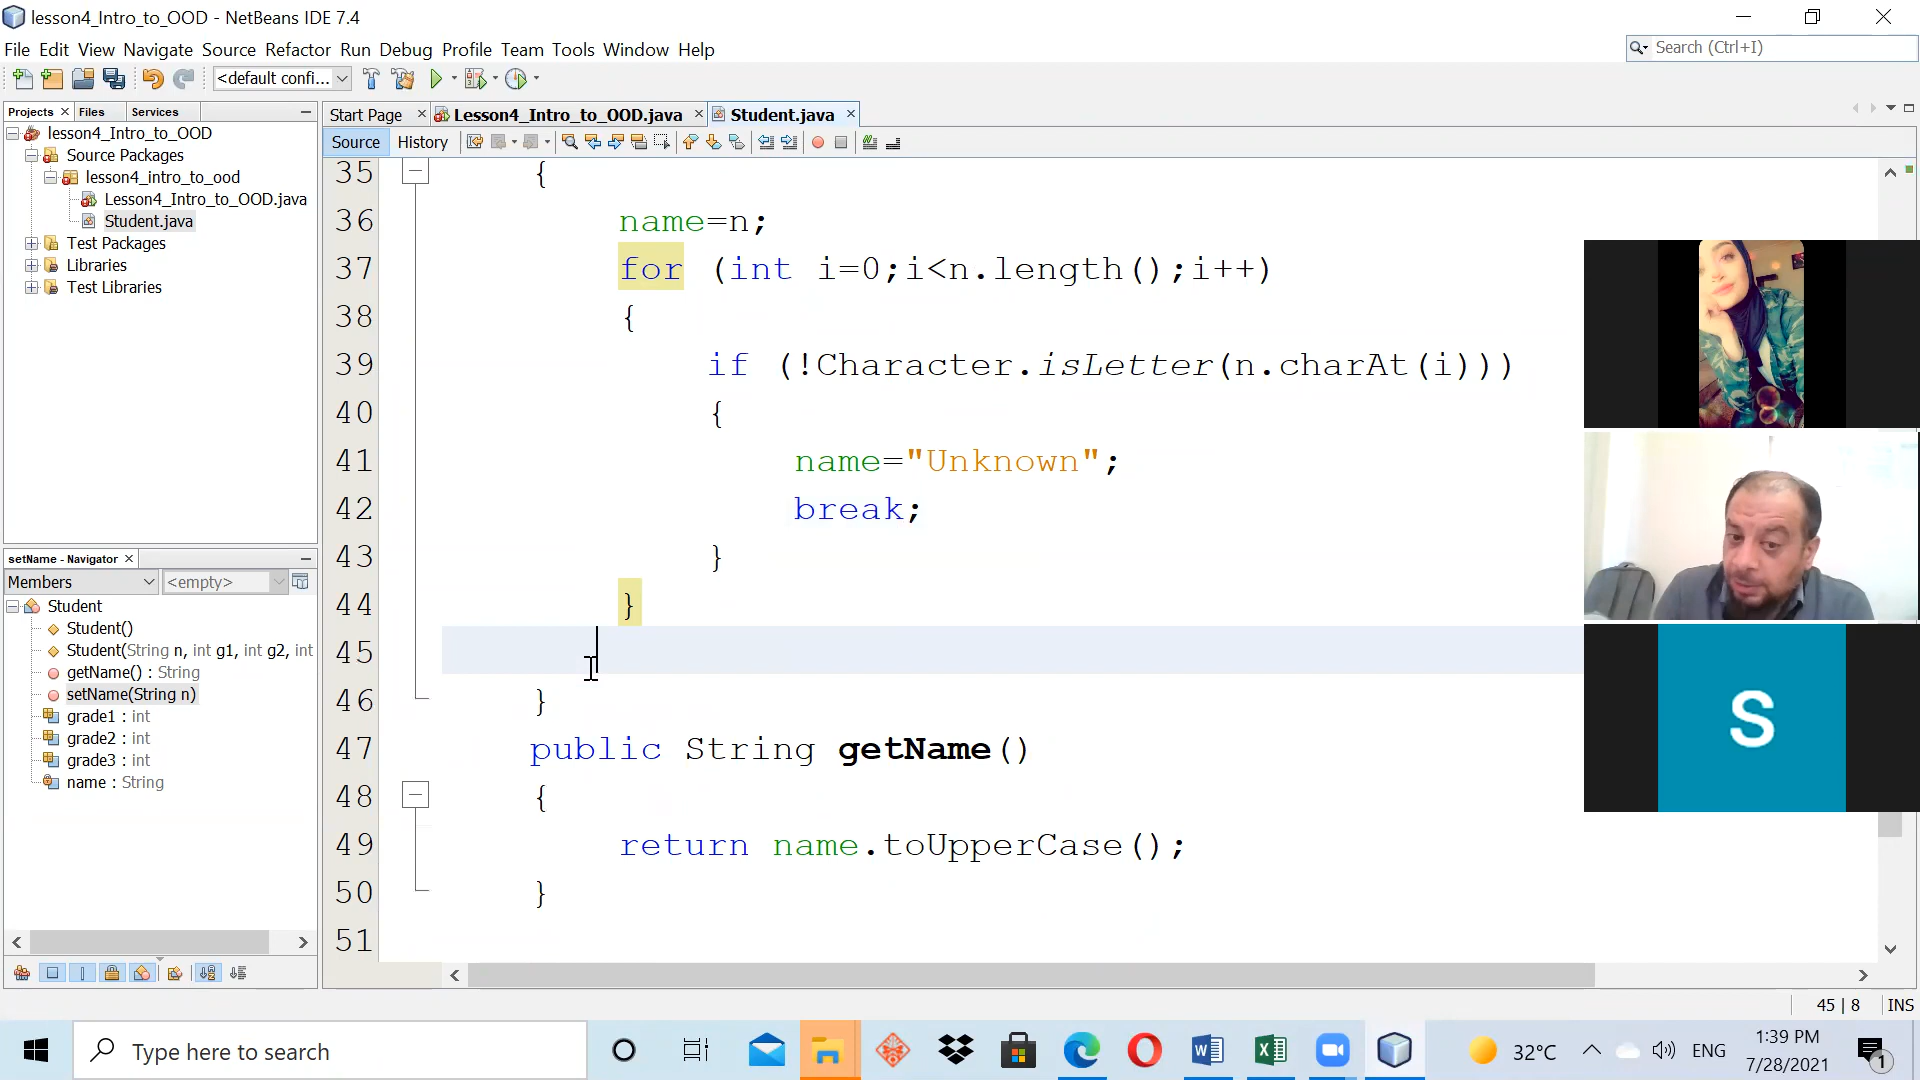 lesson4_Intro_to_OOD - NetBeans IDE 7.4
File Edit View Navigate Source Refactor Run Debug Profile Team Tools Window Help
Search (Ctrl+I)
<default confi...
Projects Files Services
Start Page Lesson4_Intro_to_OOD.java Student.java
Source History
lesson4_Intro_to_OOD
Source Packages
lesson4_intro_to_ood
Lesson4_Intro_to_OOD.java
Student.java
Test Packages
Libraries
Test Libraries
setName - Navigator
Members <empty>
Student
Student()
Student(String n, int g1, int g2, int
getName() : String
setName(String n)
grade1 : int
grade2 : int
grade3 : int
name : String
35 {
36 name=n;
37 for (int i=0;i<n.length();i++)
38 {
39 if (!Character.isLetter(n.charAt(i)))
40 {
41 name="Unknown";
42 break;
43 }
44 }
45
46 }
47 public String getName()
48 {
49 return name.toUpperCase();
50 }
51
S
45 | 8 INS
Type here to search
32°C ENG
1:39 PM
7/28/2021
1